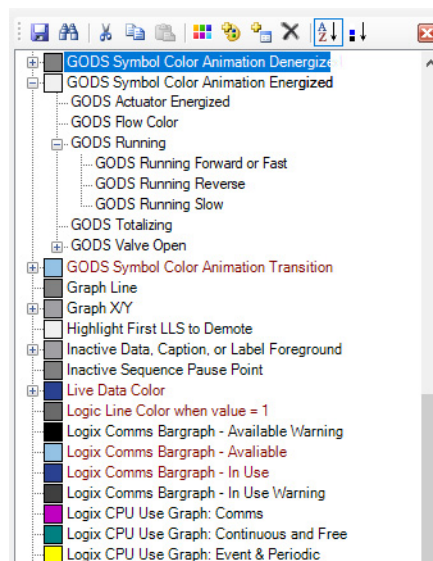 GODS Symbol Color Animation Denergized
GODS Symbol Color Animation Energized
GODS Actuator Energized
GODS Flow Color
GODS Running
GODS Running Forward or Fast
GODS Running Reverse
GODS Running Slow
GODS Totalizing
GODS Valve Open
GODS Symbol Color Animation Transition
Graph Line
Graph X/Y
Highlight First LLS to Demote
Inactive Data, Caption, or Label Foreground
Inactive Sequence Pause Point
Live Data Color
Logic Line Color when value = 1
Logix Comms Bargraph - Available Warning
Logix Comms Bargraph - Avaliable
Logix Comms Bargraph - In Use
Logix Comms Bargraph - In Use Warning
Logix CPU Use Graph: Comms
Logix CPU Use Graph: Continuous and Free
Logix CPU Use Graph: Event & Periodic